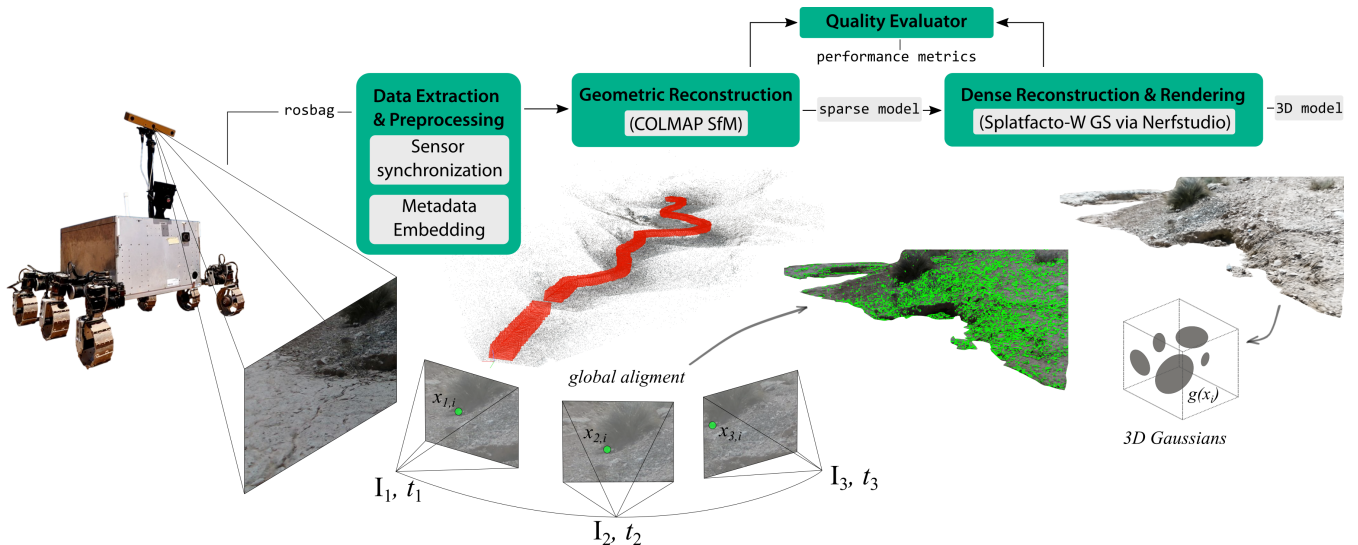 Quality Evaluator
performance metrics
rosbag
Data Extraction
& Preprocessing
Sensor
synchronization
Metadata
Embedding
Geometric Reconstruction
(COLMAP SfM)
sparse model
Dense Reconstruction & Rendering
(Splatfacto-W GS via Nerfstudio)
3D model
global aligment
x1,i
x2,i
x3,i
I1, t1
I2, t2
I3, t3
g(xi)
3D Gaussians